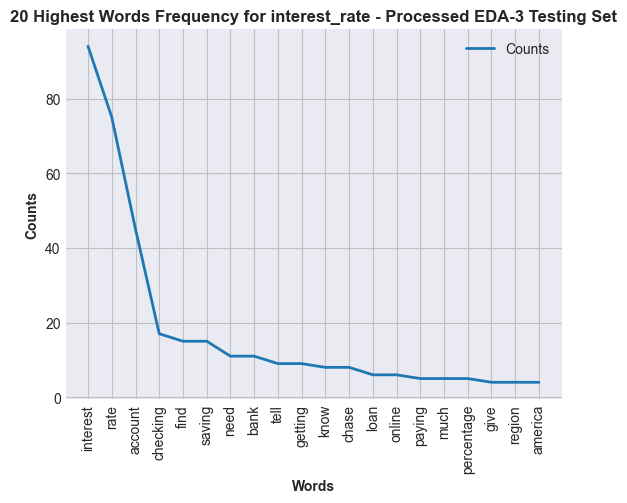 20 Highest Words Frequency for interest_rate - Processed EDA-3 Testing Set
Counts
80
60
40
20
0
Counts
interest
rate
account
checking
find
saving
need
bank
tell
getting
know
chase
loan
online
paying
much
percentage
give
region
america
Words